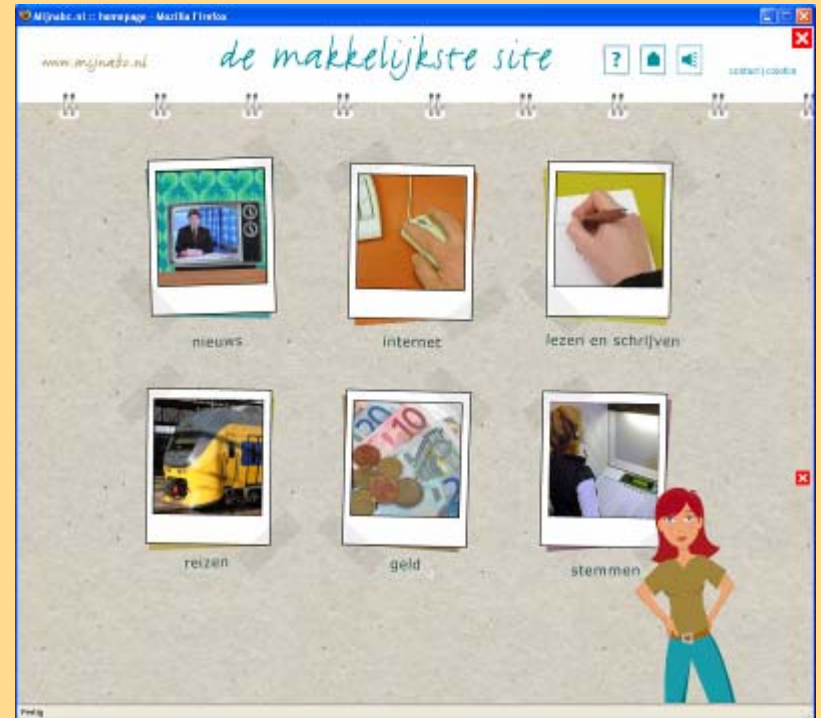 Mijnabc.nl :: homepage - Mozilla Firefox
www.mijnabc.nl
de makkelijkste site
?
contact | colofon
nieuws
internet
lezen en schrijven
20
10
reizen
geld
stemmen